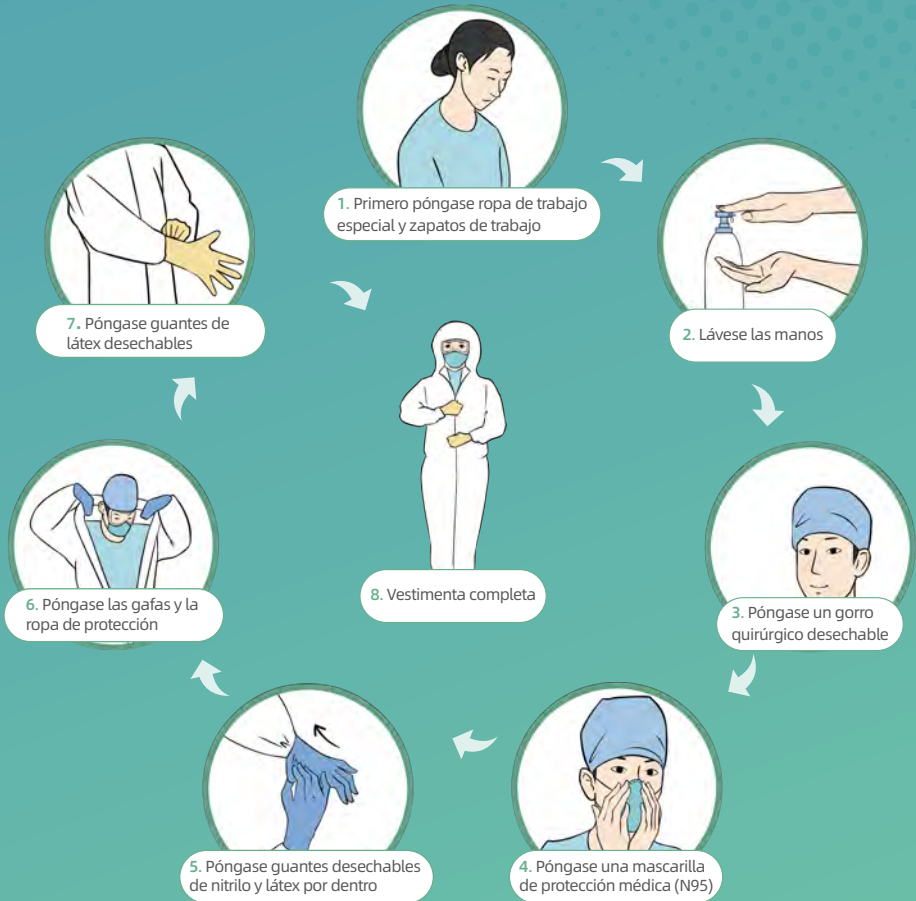 1. Primero póngase ropa de trabajo
especial y zapatos de trabajo
2. Lávese las manos
3. Póngase un gorro
quirúrgico desechable
4. Póngase una mascarilla
de protección médica (N95)
5. Póngase guantes desechables
de nitrilo y látex por dentro
6. Póngase las gafas y la
ropa de protección
7. Póngase guantes de
látex desechables
8. Vestimenta completa